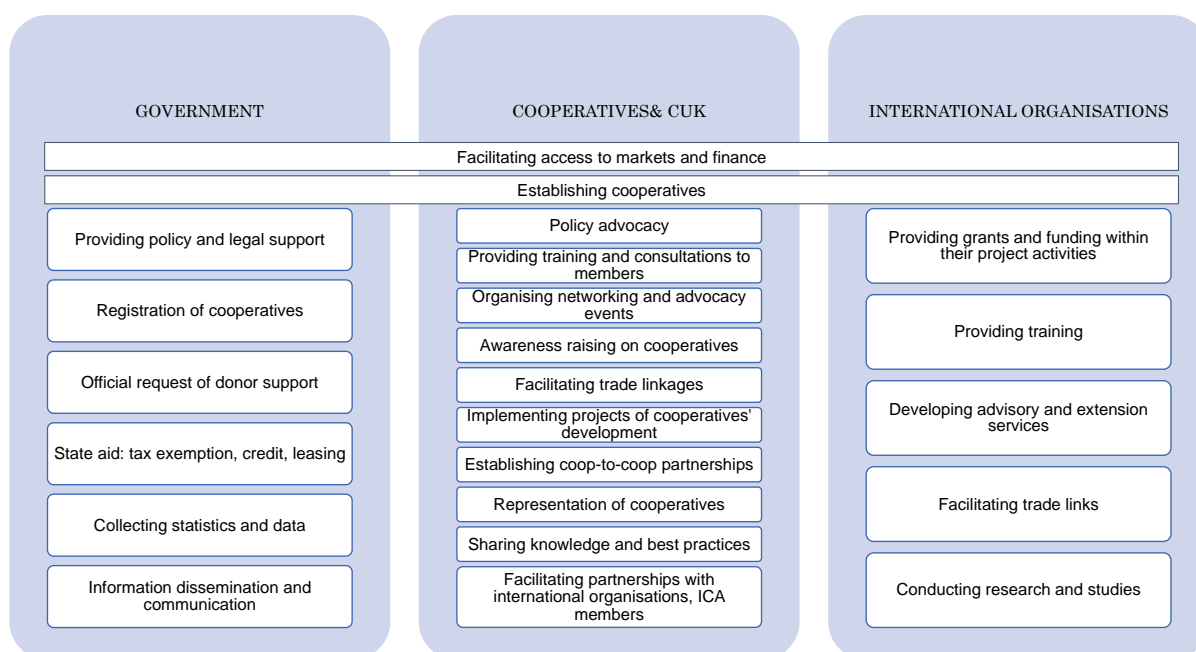 GOVERNMENT
COOPERATIVES& CUK
INTERNATIONAL ORGANISATIONS
Facilitating access to markets and finance
Establishing cooperatives
Providing policy and legal support
Registration of cooperatives
Official request of donor support
State aid: tax exemption, credit, leasing
Collecting statistics and data
Information dissemination and
communication
Policy advocacy
Providing training and consultations to
members
Organising networking and advocacy
events
Awareness raising on cooperatives
Facilitating trade linkages
Implementing projects of cooperatives'
development
Establishing coop-to-coop partnerships
Representation of cooperatives
Sharing knowledge and best practices
Facilitating partnerships with
international organisations, ICA
members
Providing grants and funding within
their project activities
Providing training
Developing advisory and extension
services
Facilitating trade links
Conducting research and studies